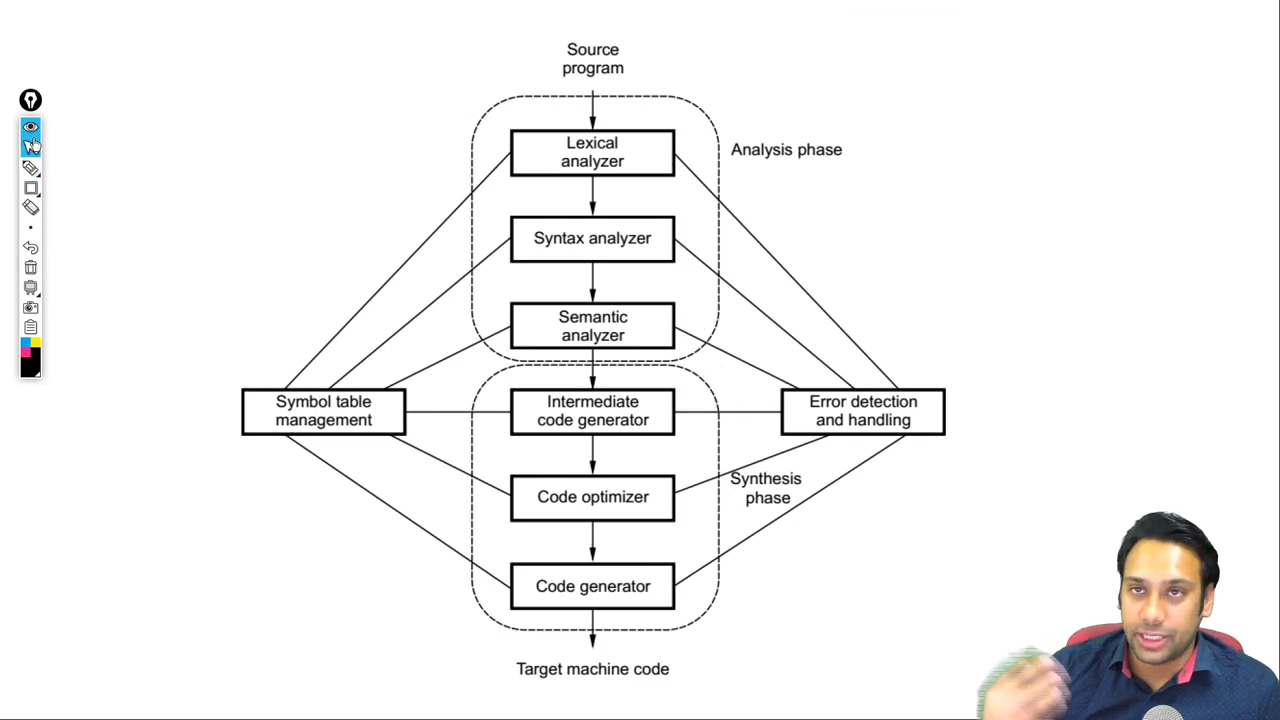 Source
program
Lexical
analyzer
Analysis phase
Syntax analyzer
Semantic
analyzer
Symbol table
management
Intermediate
code generator
Error detection
and handling
Synthesis
phase
Code optimizer
Code generator
Target machine code